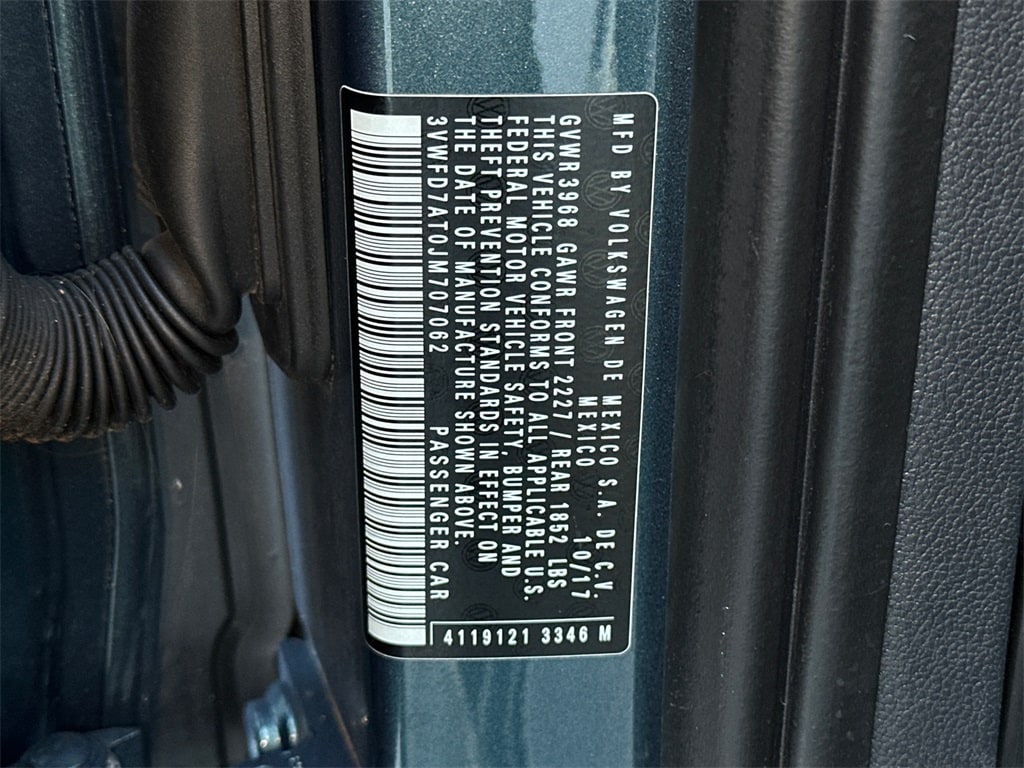 MFD BY VOLKSWAGEN DE MEXICO S.A. DE C.V.
MEXICO 10/17
GVWR3968 GAWR FRONT 2227 / REAR 1852 LBS
THIS VEHICLE CONFORMS TO ALL APPLICABLE U.S.
FEDERAL MOTOR VEHICLE SAFETY, BUMPER AND
THEFT PREVENTION STANDARDS IN EFFECT ON
THE DATE OF MANUFACTURE SHOWN ABOVE.
3VWFD7AT0JM707062 PASSENGER CAR
4119121 3346 M